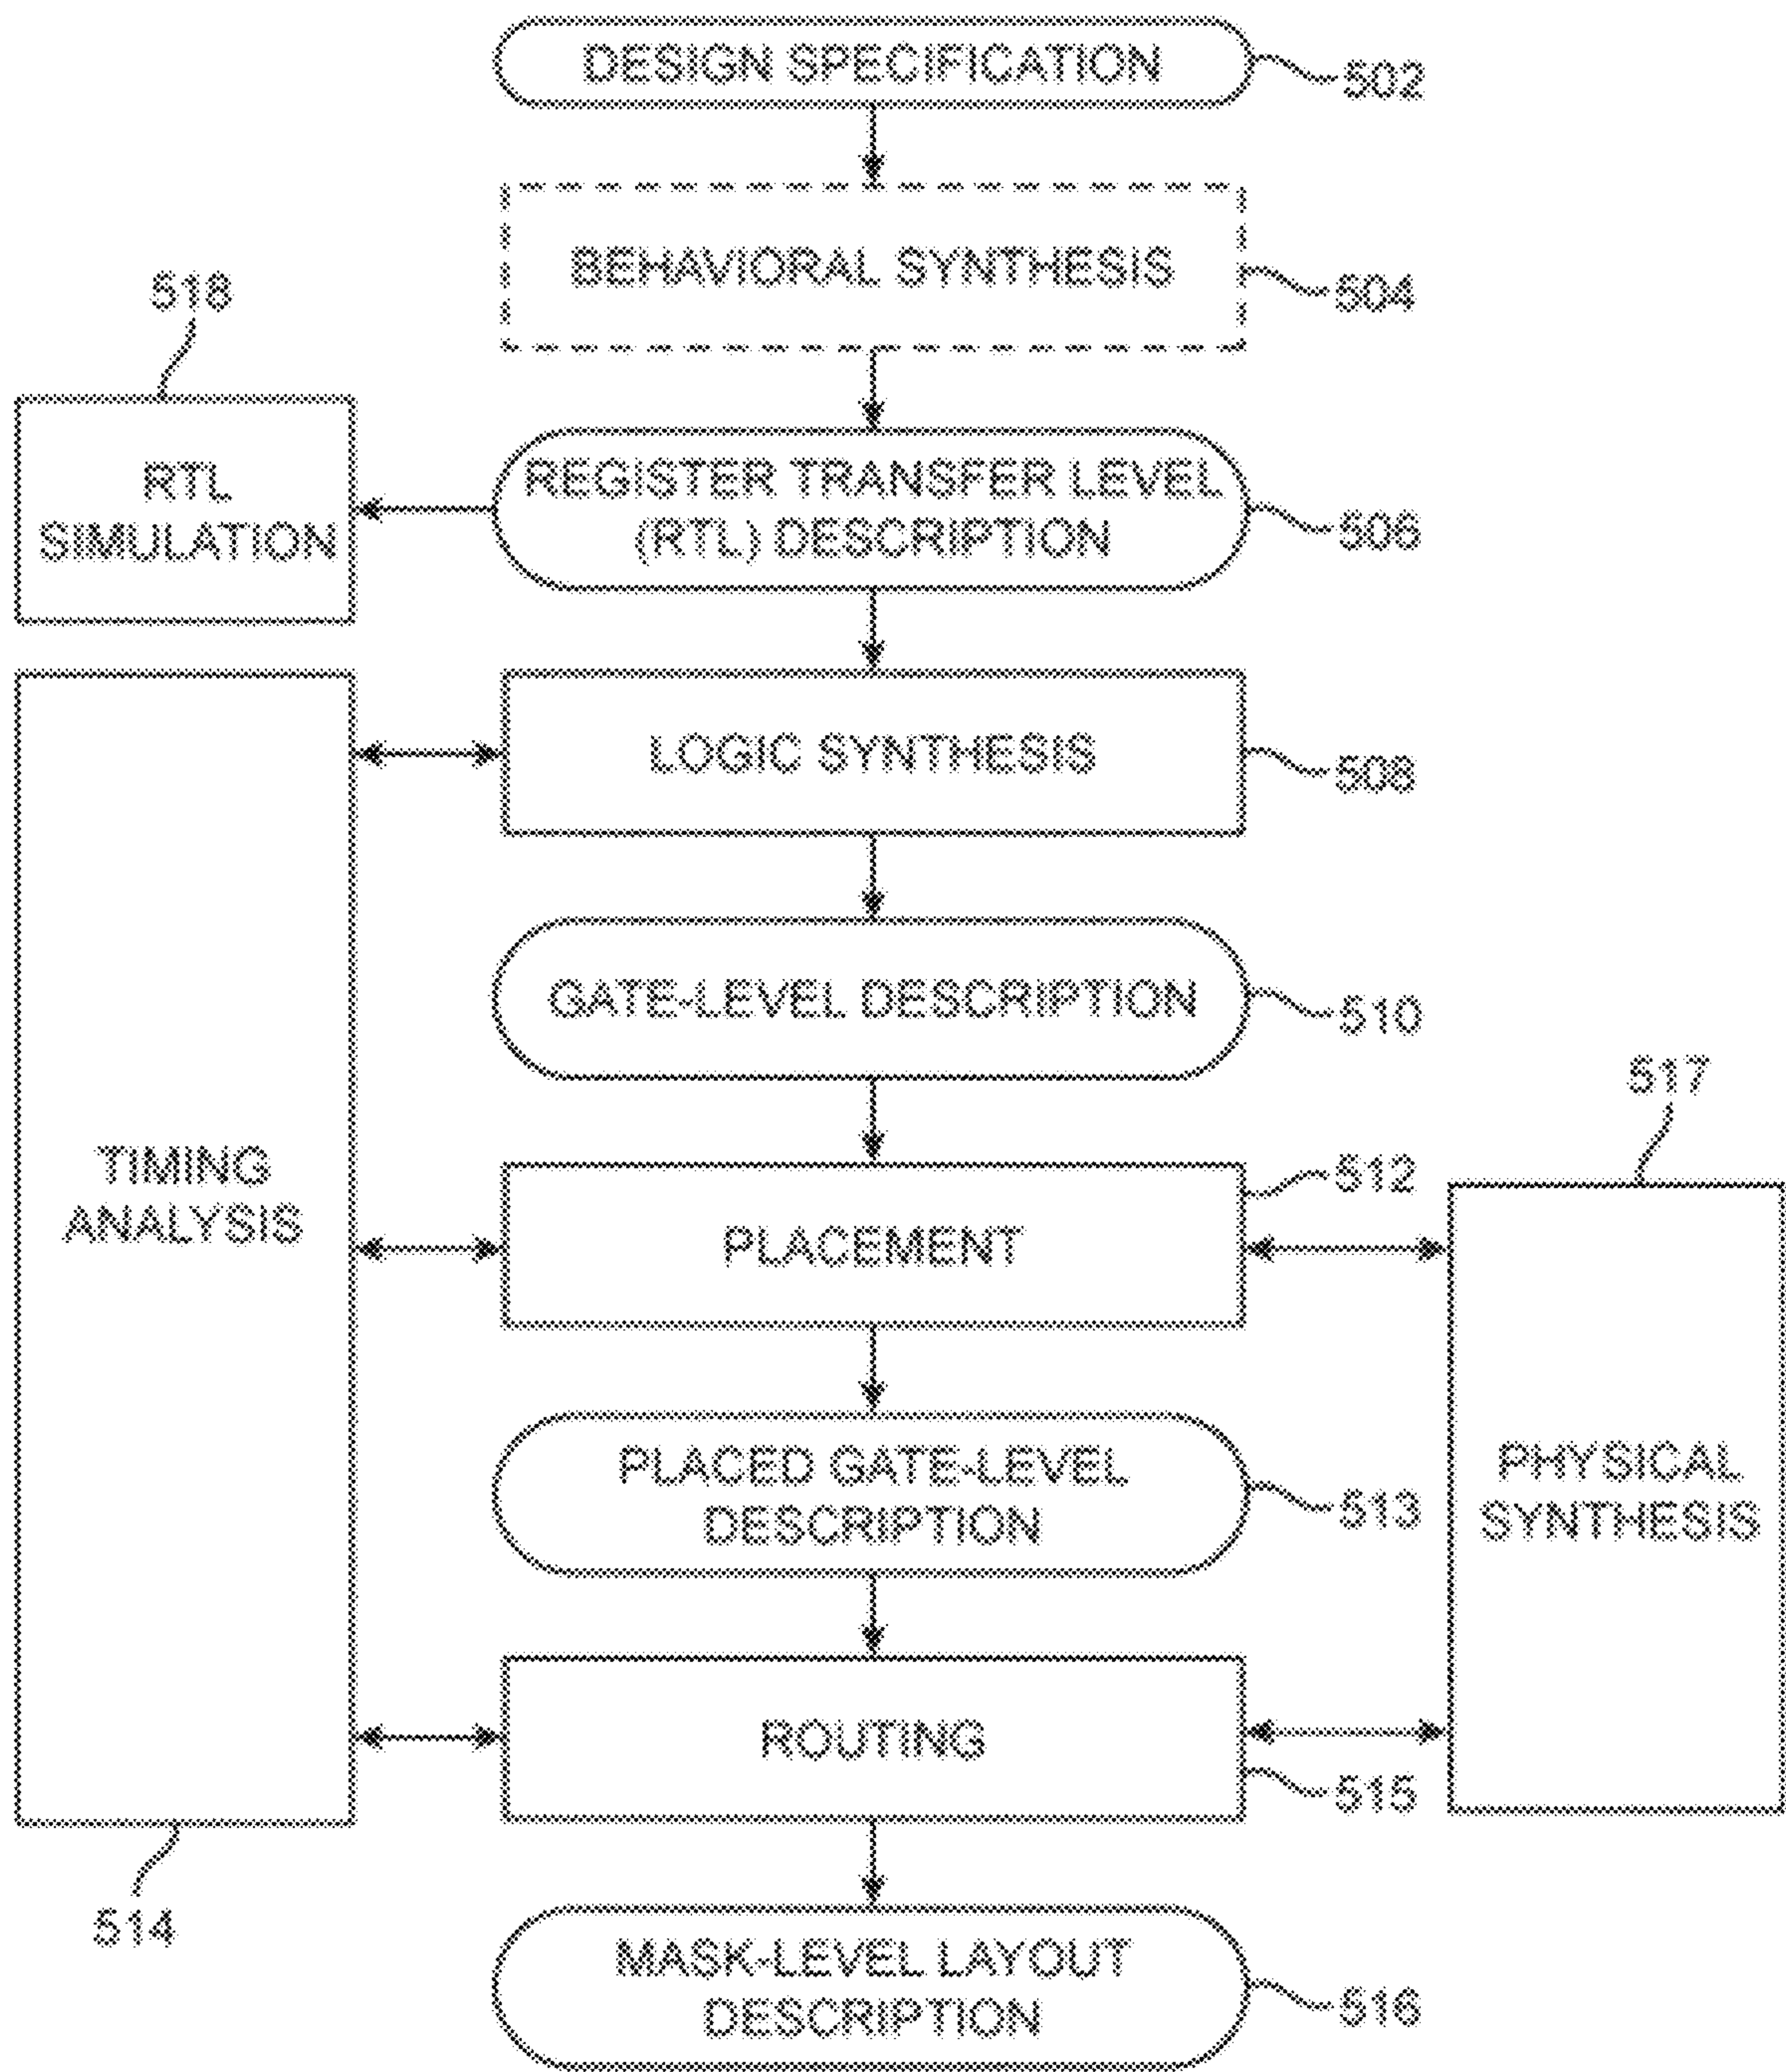 DESIGN SPECIFICATION
502
BEHAVIORAL SYNTHESIS
504
518
RTL
SIMULATION
REGISTER TRANSFER LEVEL
(RTL) DESCRIPTION
506
LOGIC SYNTHESIS
508
GATE-LEVEL DESCRIPTION
510
517
TIMING
ANALYSIS
512
PLACEMENT
PLACED GATE-LEVEL
DESCRIPTION
513
PHYSICAL
SYNTHESIS
ROUTING
515
514
MASK-LEVEL LAYOUT
DESCRIPTION
516